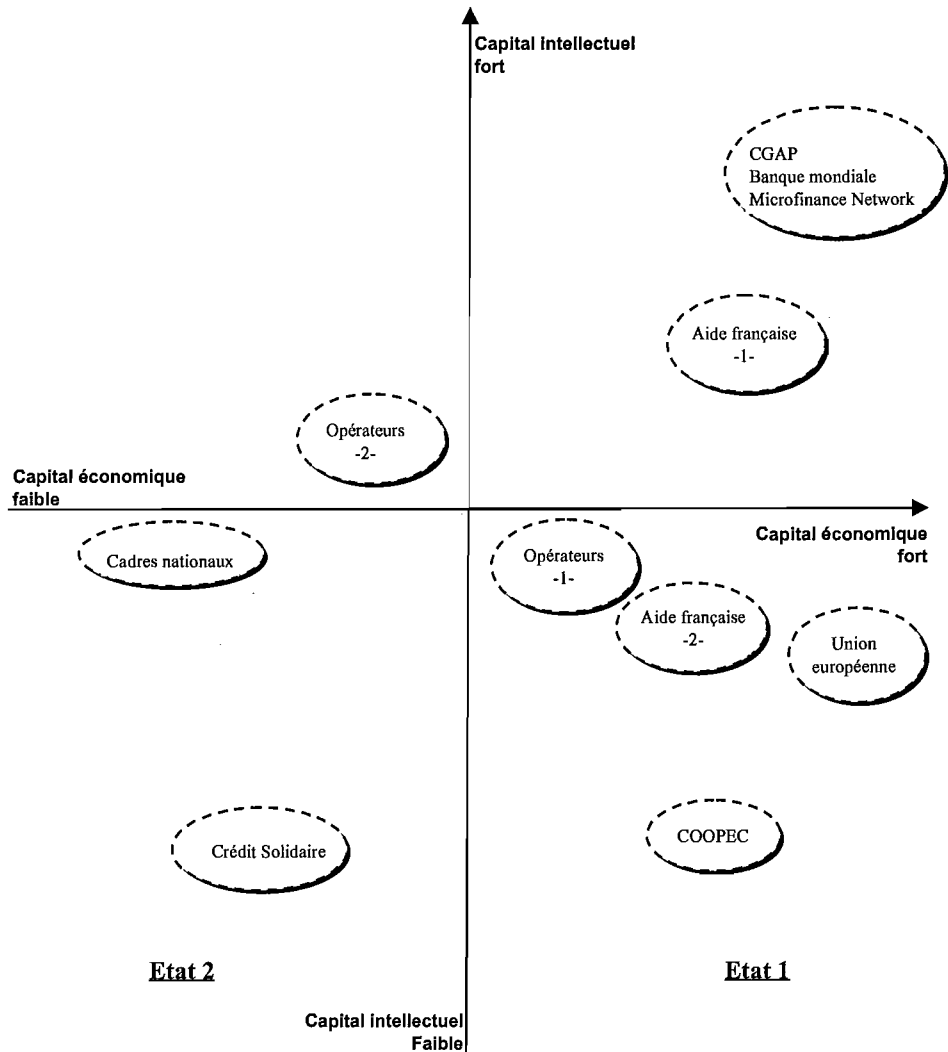 Capital intellectuel
fort
CGAP
Banque mondiale
Microfinance Network
Aide française
-1-
Opérateurs
-2-
Capital économique
faible
Capital économique
fort
Cadres nationaux
Opérateurs
-1-
Aide française
-2-
Union
européenne
Crédit Solidaire
COOPEC
Etat 2
Etat 1
Capital intellectuel
Faible